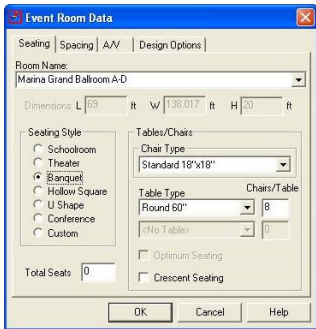 Event Room Data
Seating Spacing A/V Design Options
Room Name:
Marina Grand Ballroom A-D
Dimensions: L 69 ft W 138.017 ft H 20 ft
Seating Style
Schoolroom
Theater
Banquet
Hollow Square
U Shape
Conference
Custom
Total Seats 0
Tables/Chairs
Chair Type
Standard 18"x18"
Table Type Chairs/Table
Round 60" 8
<No Table> 0
Optimum Seating
Crescent Seating
OK Cancel Help